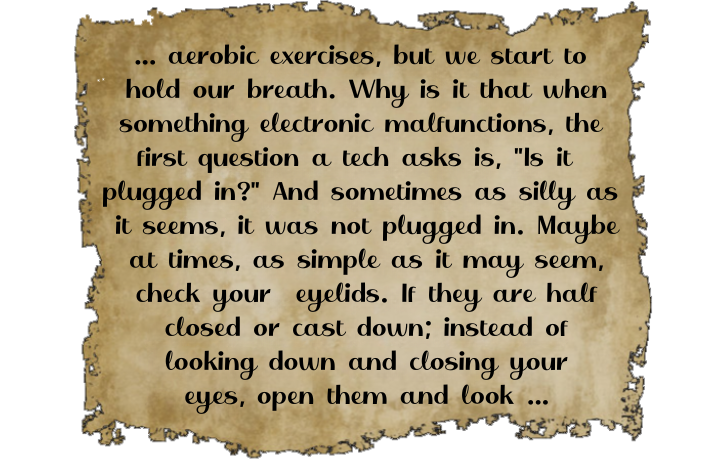 ... aerobic exercises, but we start to
hold our breath. Why is it that when
something electronic malfunctions, the
first question a tech asks is, "Is it
plugged in?" And sometimes as silly as
it seems, it was not plugged in. Maybe
at times, as simple as it may seem,
check your eyelids. If they are half
closed or cast down; instead of
looking down and closing your
eyes, open them and look ...